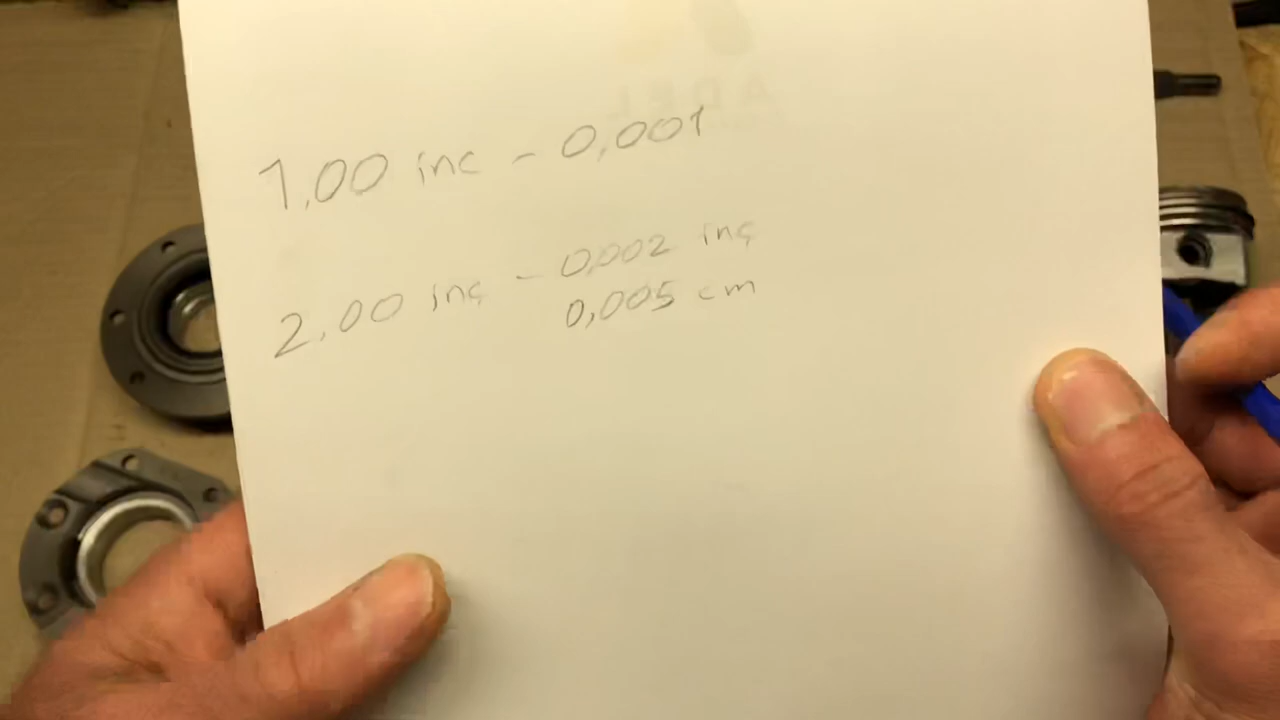 1,00 inc - 0,001
2,00 inç - 0,002 inç
0,005 cm